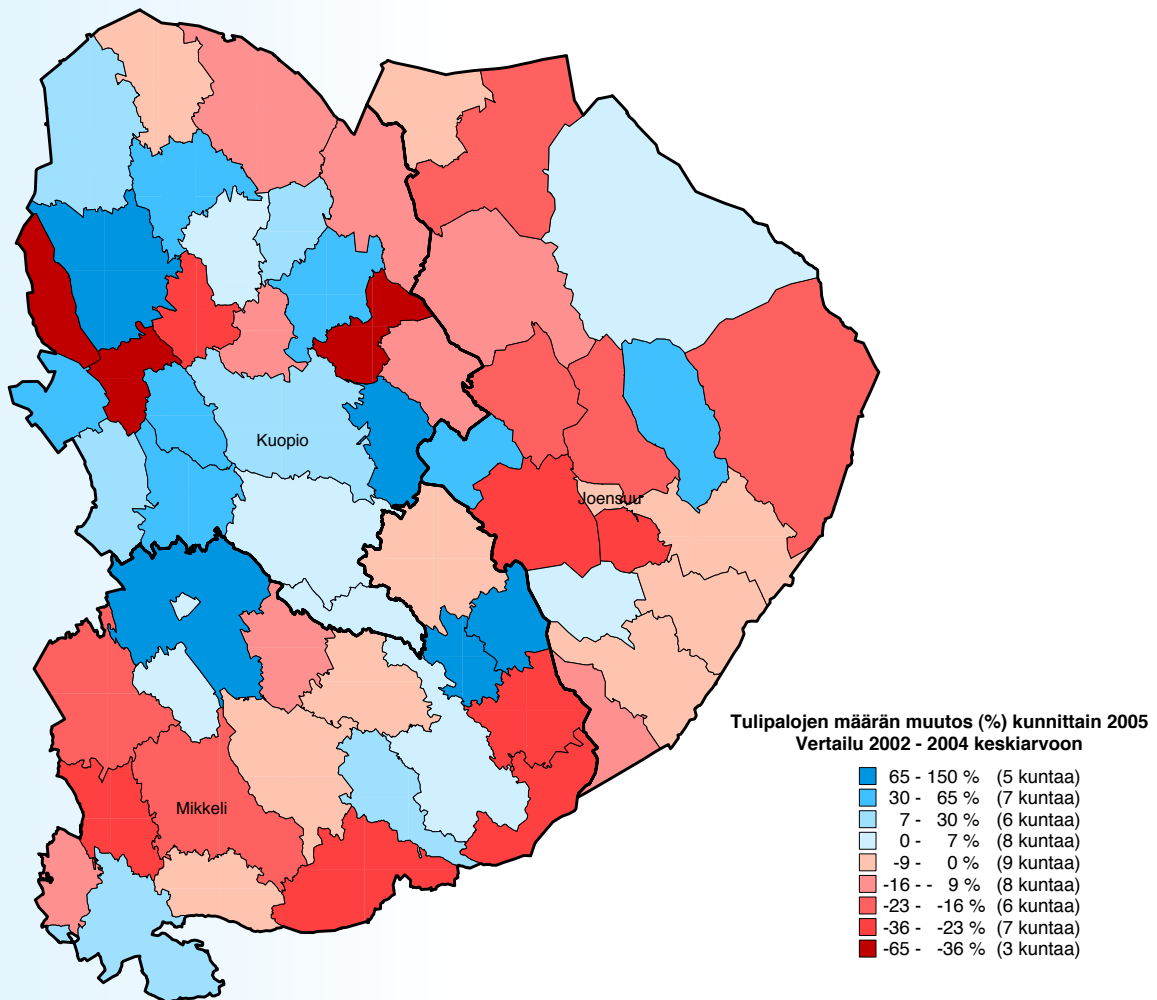 Kuopio
Joensuu
Mikkeli
Tulipalojen määrän muutos (%) kunnittain 2005
Vertailu 2002 - 2004 keskiarvoon
65 - 150 % (5 kuntaa)
30 - 65 % (7 kuntaa)
7 - 30 % (6 kuntaa)
0 - 7 % (8 kuntaa)
-9 - 0 % (9 kuntaa)
-16 - - 9 % (8 kuntaa)
-23 - -16 % (6 kuntaa)
-36 - -23 % (7 kuntaa)
-65 - -36 % (3 kuntaa)